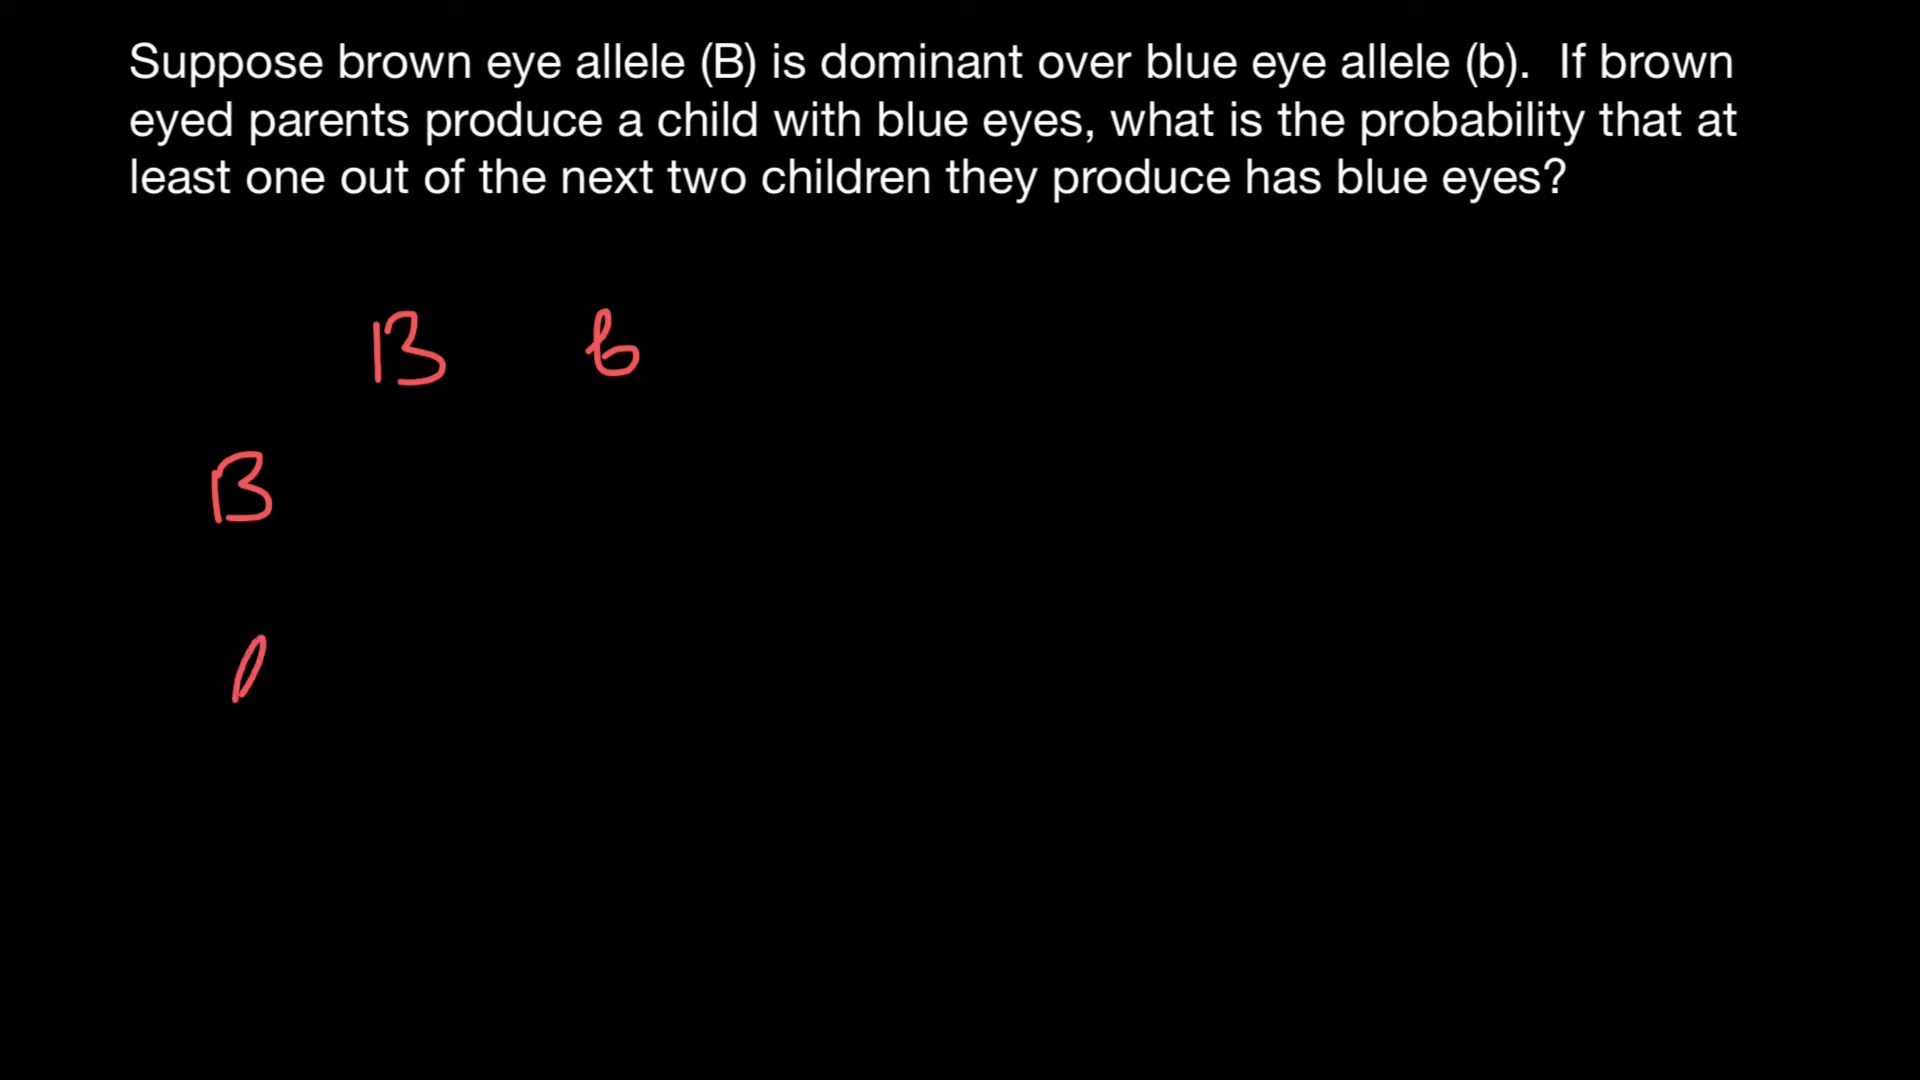 Suppose brown eye allele (B) is dominant over blue eye allele (b).  If brown
eyed parents produce a child with blue eyes, what is the probability that at
least one out of the next two children they produce has blue eyes?
B b
B